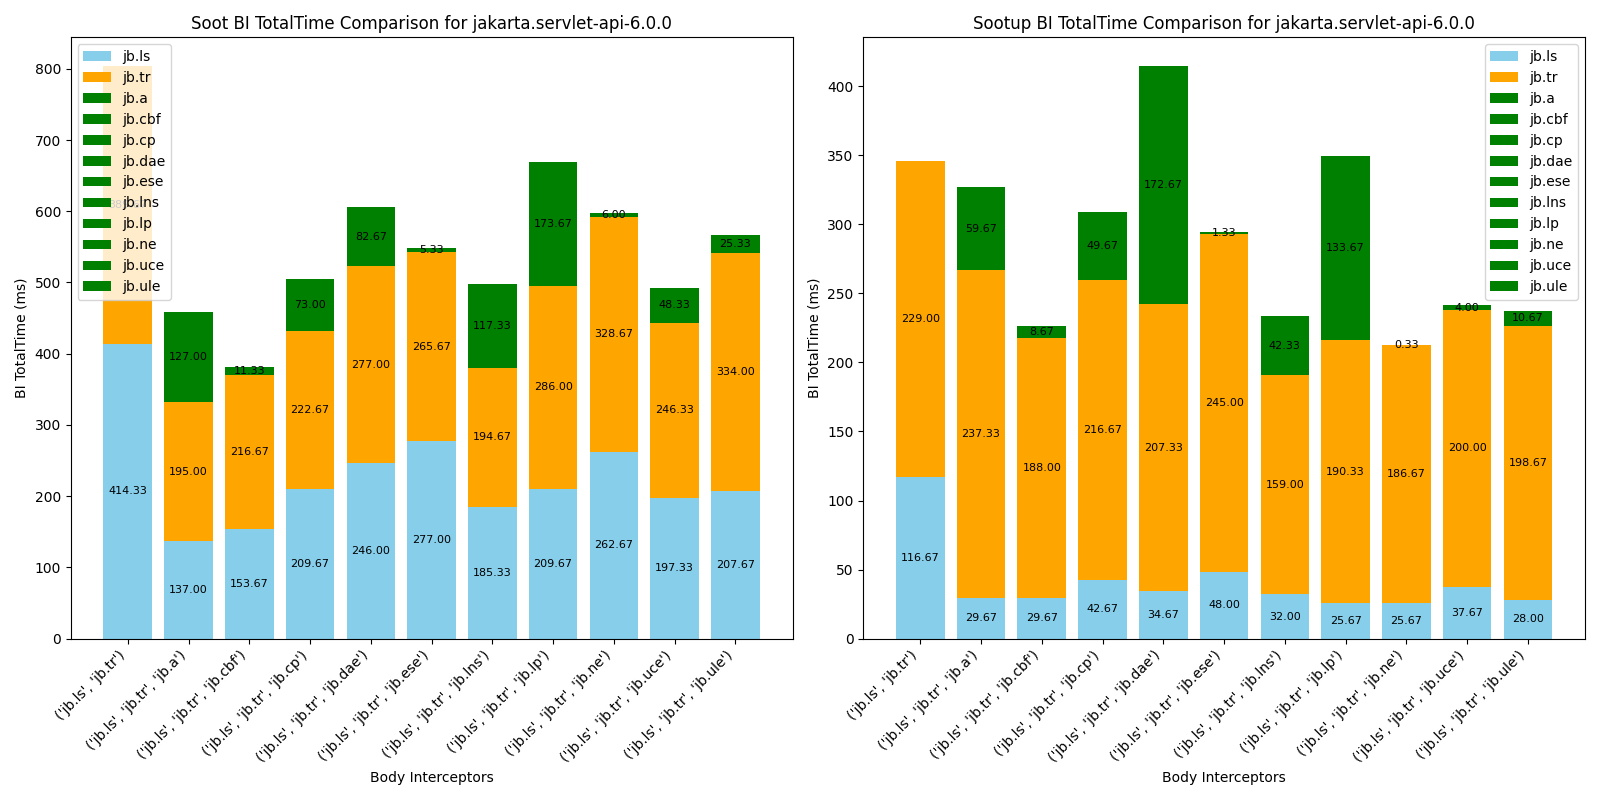 Soot BI TotalTime Comparison for jakarta.servlet-api-6.0.0
BI TotalTime (ms)
800
700
600
500
400
300
200
100
0
jb.ls
jb.tr
jb.a
jb.cbf
jb.cp
jb.dae
jb.ese
jb.lns
jb.lp
jb.ne
jb.uce
jb.ule
414.33
127.00
195.00
137.00
11.33
216.67
153.67
73.00
222.67
209.67
82.67
277.00
246.00
5.33
265.67
277.00
117.33
194.67
185.33
173.67
286.00
209.67
6.00
328.67
262.67
48.33
246.33
197.33
25.33
334.00
207.67
('jb.ls', 'jb.tr')
('jb.ls', 'jb.tr', 'jb.a')
('jb.ls', 'jb.tr', 'jb.cbf')
('jb.ls', 'jb.tr', 'jb.cp')
('jb.ls', 'jb.tr', 'jb.dae')
('jb.ls', 'jb.tr', 'jb.ese')
('jb.ls', 'jb.tr', 'jb.lns')
('jb.ls', 'jb.tr', 'jb.lp')
('jb.ls', 'jb.tr', 'jb.ne')
('jb.ls', 'jb.tr', 'jb.uce')
('jb.ls', 'jb.tr', 'jb.ule')
Body Interceptors
Sootup BI TotalTime Comparison for jakarta.servlet-api-6.0.0
BI TotalTime (ms)
400
350
300
250
200
150
100
50
0
jb.ls
jb.tr
jb.a
jb.cbf
jb.cp
jb.dae
jb.ese
jb.lns
jb.lp
jb.ne
jb.uce
jb.ule
229.00
116.67
59.67
237.33
29.67
8.67
188.00
29.67
49.67
216.67
42.67
172.67
207.33
34.67
1.33
245.00
48.00
42.33
159.00
32.00
133.67
190.33
25.67
0.33
186.67
25.67
4.00
200.00
37.67
10.67
198.67
28.00
('jb.ls', 'jb.tr')
('jb.ls', 'jb.tr', 'jb.a')
('jb.ls', 'jb.tr', 'jb.cbf')
('jb.ls', 'jb.tr', 'jb.cp')
('jb.ls', 'jb.tr', 'jb.dae')
('jb.ls', 'jb.tr', 'jb.ese')
('jb.ls', 'jb.tr', 'jb.lns')
('jb.ls', 'jb.tr', 'jb.lp')
('jb.ls', 'jb.tr', 'jb.ne')
('jb.ls', 'jb.tr', 'jb.uce')
('jb.ls', 'jb.tr', 'jb.ule')
Body Interceptors